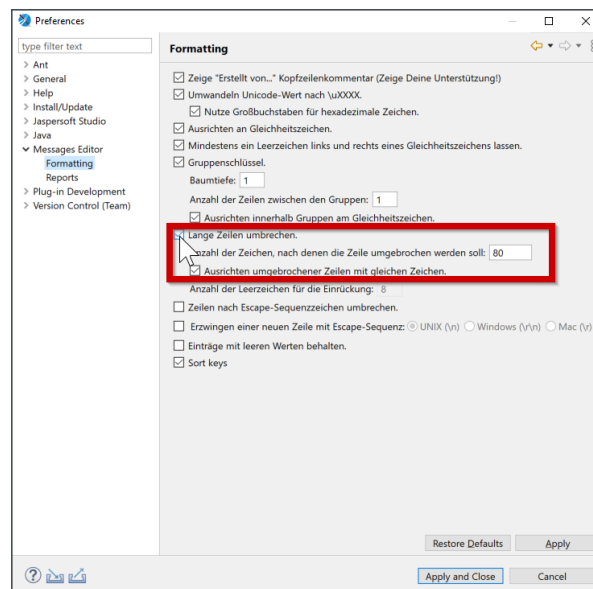 Preferences
type filter text
Formatting
Ant
General
Help
Install/Update
Jaspersoft Studio
Java
Messages Editor
Formatting
Reports
Plug-in Development
Version Control (Team)
Zeige "Erstellt von..." Kopfzeilenkommentar (Zeige Deine Unterstützung!)
Umwandeln Unicode-Wert nach \uXXXX.
Nutze Großbuchstaben für hexadezimale Zeichen.
Ausrichten an Gleichheitszeichen.
Mindestens ein Leerzeichen links und rechts eines Gleichheitszeichens lassen.
Gruppenschlüssel.
Baumtiefe: 1
Anzahl der Zeilen zwischen den Gruppen: 1
Ausrichten innerhalb Gruppen am Gleichheitszeichen.
Lange Zeilen umbrechen.
nzahl der Zeichen, nach denen die Zeile umgebrochen werden soll: 80
Ausrichten umgebrochener Zeilen mit gleichen Zeichen.
Anzahl der Leerzeichen für die Einrückung: 8
Zeilen nach Escape-Sequenzzeichen umbrechen.
Erzwingen einer neuen Zeile mit Escape-Sequenz: UNIX (\n) Windows (\r\n) Mac (\r)
Einträge mit leeren Werten behalten.
Sort keys
Restore Defaults Apply
Apply and Close Cancel